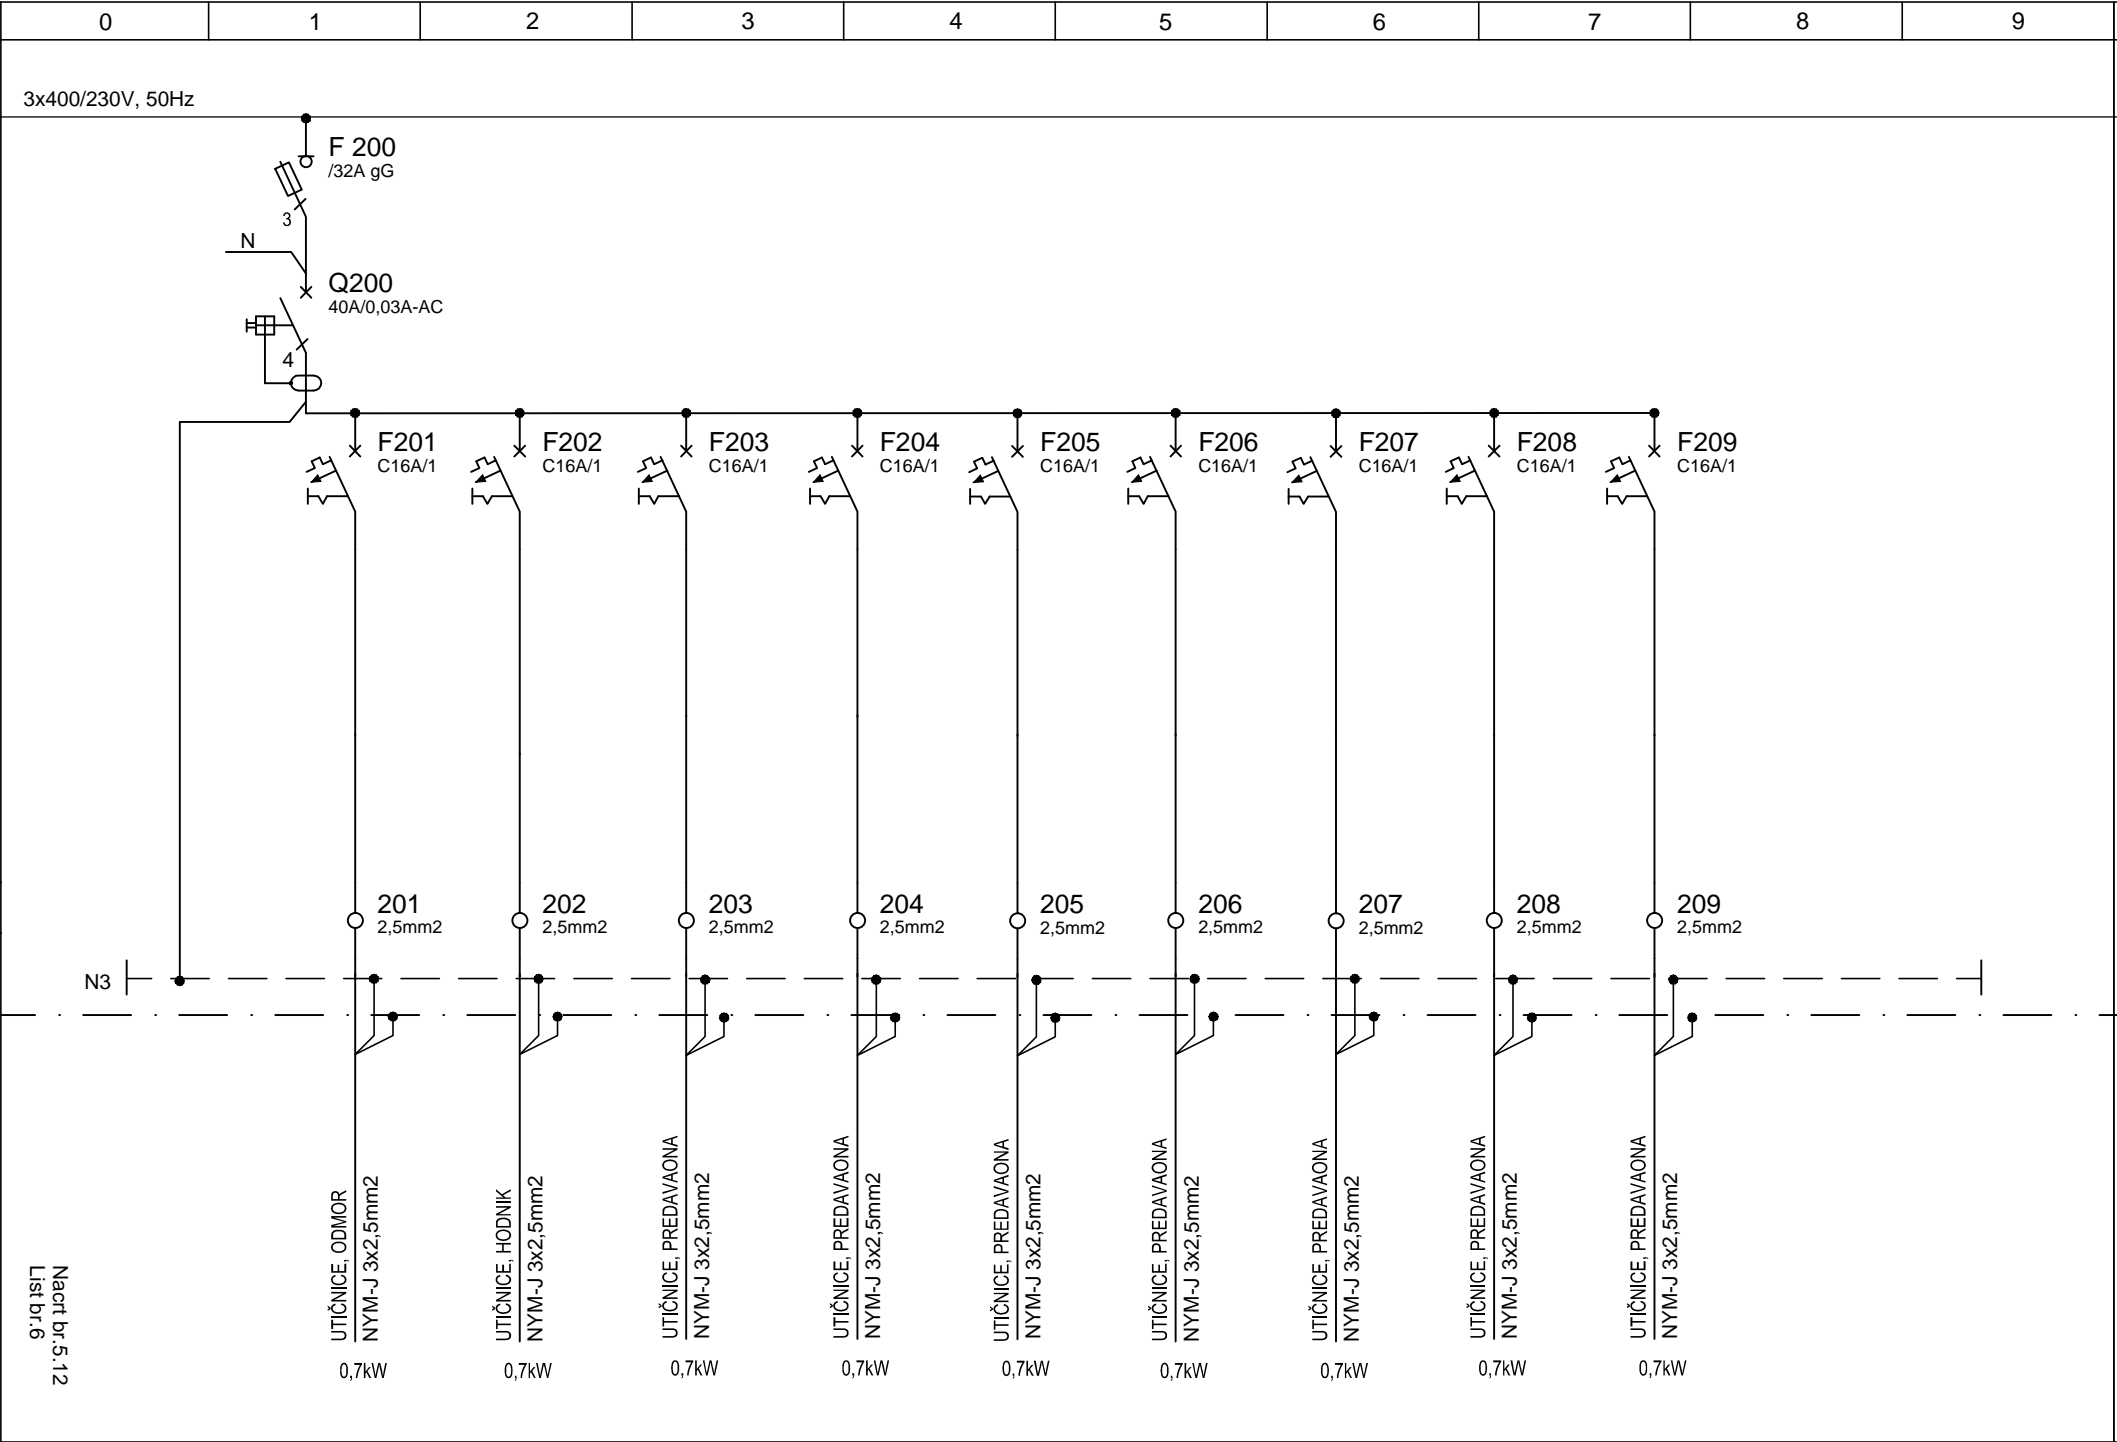 0 1 2 3 4 5 6 7 8 9
3x400/230V, 50Hz
F 200
/32A gG
3
N
Q200
40A/0,03A-AC
4
F201
C16A/1
F202
C16A/1
F203
C16A/1
F204
C16A/1
F205
C16A/1
F206
C16A/1
F207
C16A/1
F208
C16A/1
F209
C16A/1
201
2,5mm2
202
2,5mm2
203
2,5mm2
204
2,5mm2
205
2,5mm2
206
2,5mm2
207
2,5mm2
208
2,5mm2
209
2,5mm2
N3
UTIČNICE, ODMOR
NYM-J 3x2,5mm2
0,7kW
UTIČNICE, HODNIK
NYM-J 3x2,5mm2
0,7kW
UTIČNICE, PREDAVAONA
NYM-J 3x2,5mm2
0,7kW
UTIČNICE, PREDAVAONA
NYM-J 3x2,5mm2
0,7kW
UTIČNICE, PREDAVAONA
NYM-J 3x2,5mm2
0,7kW
UTIČNICE, PREDAVAONA
NYM-J 3x2,5mm2
0,7kW
UTIČNICE, PREDAVAONA
NYM-J 3x2,5mm2
0,7kW
UTIČNICE, PREDAVAONA
NYM-J 3x2,5mm2
0,7kW
UTIČNICE, PREDAVAONA
NYM-J 3x2,5mm2
0,7kW
Nacrt br.5.12
List br.6